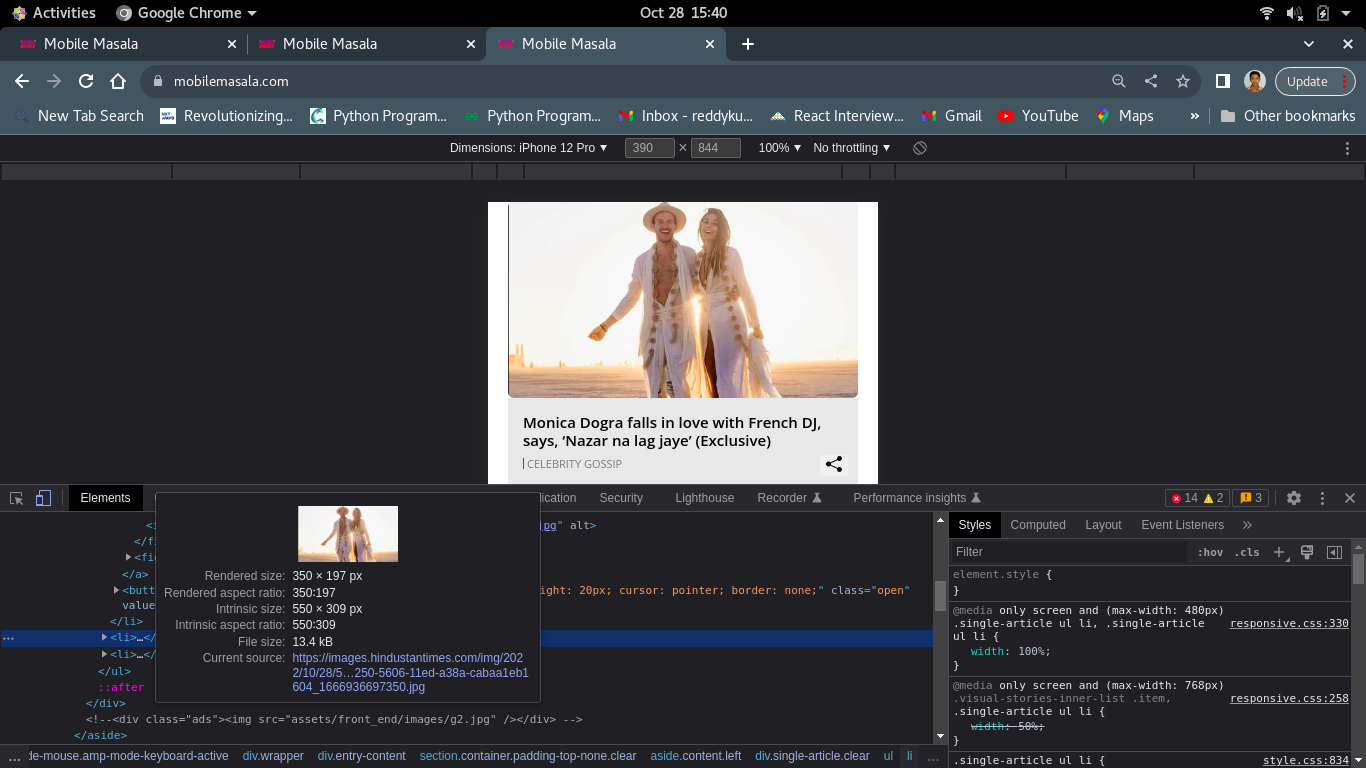 Activities Google Chrome Oct 28 15:40
Mobile Masala Mobile Masala Mobile Masala
mobilemasala.com Update
New Tab Search Revolutionizing... Python Program... Python Program... Inbox - reddyku... React Interview... Gmail YouTube Maps » Other bookmarks
Dimensions: iPhone 12 Pro 390 × 844 100% No throttling
Monica Dogra falls in love with French DJ,
says, ‘Nazar na lag jaye’ (Exclusive)
CELEBRITY GOSSIP
Elements lication Security Lighthouse Recorder Performance insights 14 2 3
<i jpg" alt>
</fi
<fig
</a>
<butt ight: 20px; cursor: pointer; border: none;" class="open"
value
</li>
<li>…</
<li>…</
</ul>
::after
</div>
<!--<div class="ads"><img src="assets/front_end/images/g2.jpg" /></div> -->
</aside>
Rendered size: 350 × 197 px
Rendered aspect ratio: 350:197
Intrinsic size: 550 × 309 px
Intrinsic aspect ratio: 550:309
File size: 13.4 kB
Current source: https://images.hindustantimes.com/img/202
2/10/28/5…250-5606-11ed-a38a-cabaa1eb1
604_1666936697350.jpg
... de-mouse.amp-mode-keyboard-active div.wrapper div.entry-content section.container.padding-top-none.clear aside.content.left div.single-article.clear ul li ...
Styles Computed Layout Event Listeners »
Filter :hov .cls
element.style {
}
@media only screen and (max-width: 480px)
.single-article ul li, .single-article responsive.css:330
ul li {
width: 100%;
}
@media only screen and (max-width: 768px)
.visual-stories-inner-list .item, responsive.css:258
.single-article ul li {
width: 50%;
}
.single-article ul li { style.css:834